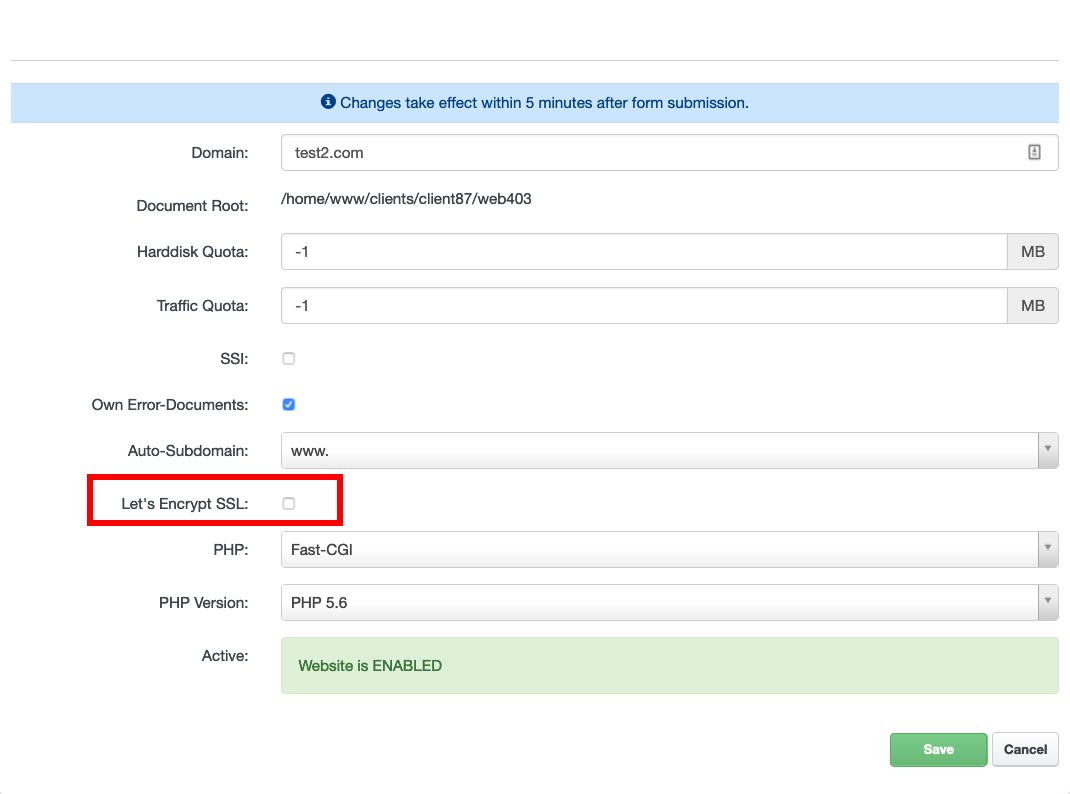 Changes take effect within 5 minutes after form submission.
Domain: test2.com
Document Root: /home/www/clients/client87/web403
Harddisk Quota: -1 MB
Traffic Quota: -1 MB
SSI:
Own Error-Documents:
Auto-Subdomain: www.
Let's Encrypt SSL:
PHP: Fast-CGI
PHP Version: PHP 5.6
Active: Website is ENABLED
Save Cancel